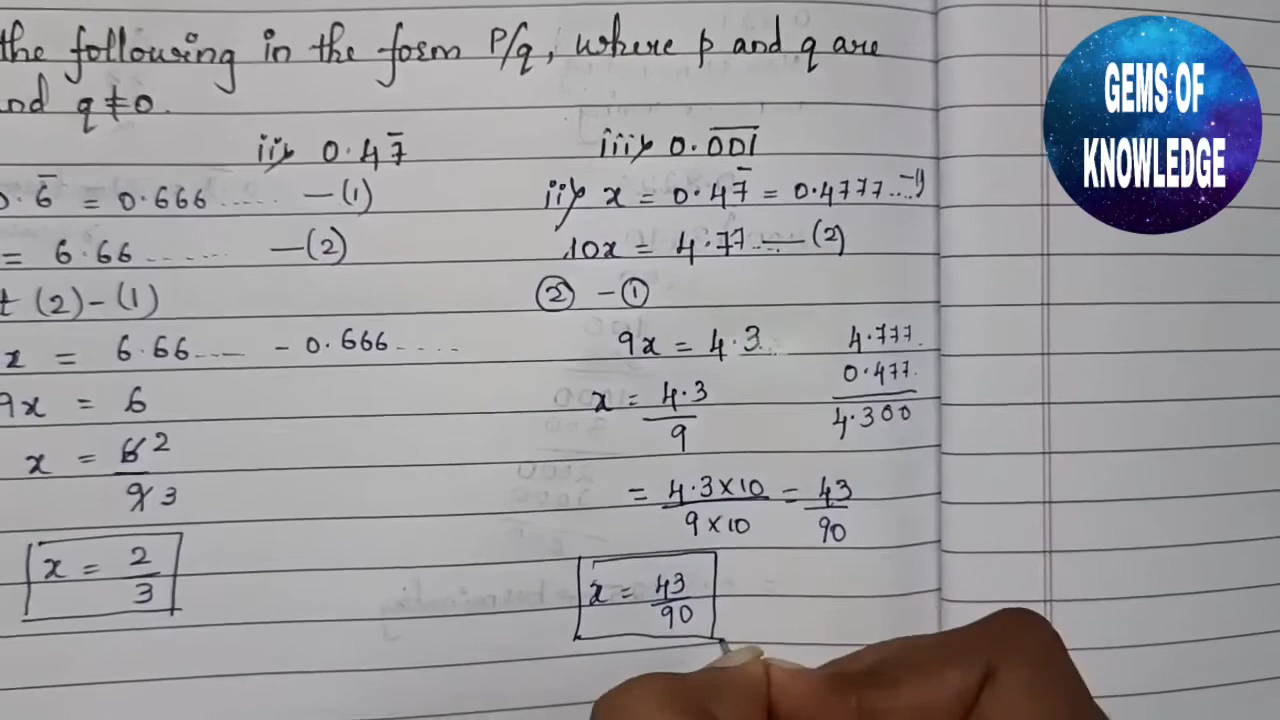 the following in the form P/q, where p and q are
nd q≠0.
ii) 0.47̅
iii) 0.0̅0̅1̅
0.6̅ = 0.666...... —(1)
= 6.66....... —(2)
t (2)-(1)
x = 6.66.... - 0.666....
9x = 6
x = 6 2
9 3
x = 2
3
ii) x = 0.47̅ = 0.4777...-1)
10x = 4.77...—(2)
② - ①
9x = 4.3...
4.777.
0.477.
4.300
x = 4.3
9
= 4.3×10 = 43
9×10 90
x = 43
90
GEMS OF
KNOWLEDGE